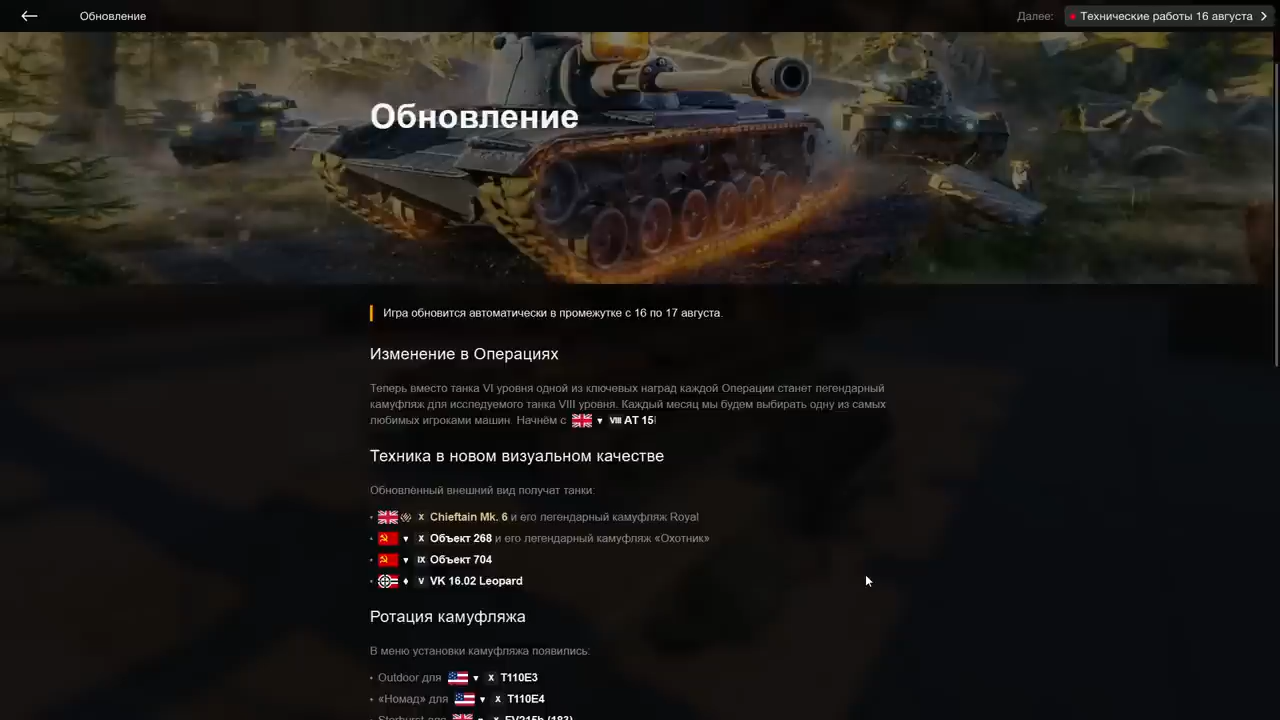 Обновление
Далее: Технические работы 16 августа
Обновление
Игра обновится автоматически в промежутке с 16 по 17 августа.
Изменение в Операциях
Теперь вместо танка VI уровня одной из ключевых наград каждой Операции станет легендарный
камуфляж для исследуемого танка VIII уровня. Каждый месяц мы будем выбирать одну из самых
любимых игроками машин. Начнём с VIII AT 15!
Техника в новом визуальном качестве
Обновлённый внешний вид получат танки:
• X Chieftain Mk. 6 и его легендарный камуфляж Royal
• X Объект 268 и его легендарный камуфляж «Охотник»
• IX Объект 704
• V VK 16.02 Leopard
Ротация камуфляжа
В меню установки камуфляжа появились:
• Outdoor для X T110E3
• «Номад» для X T110E4
• Starburst для X FV215b (183)